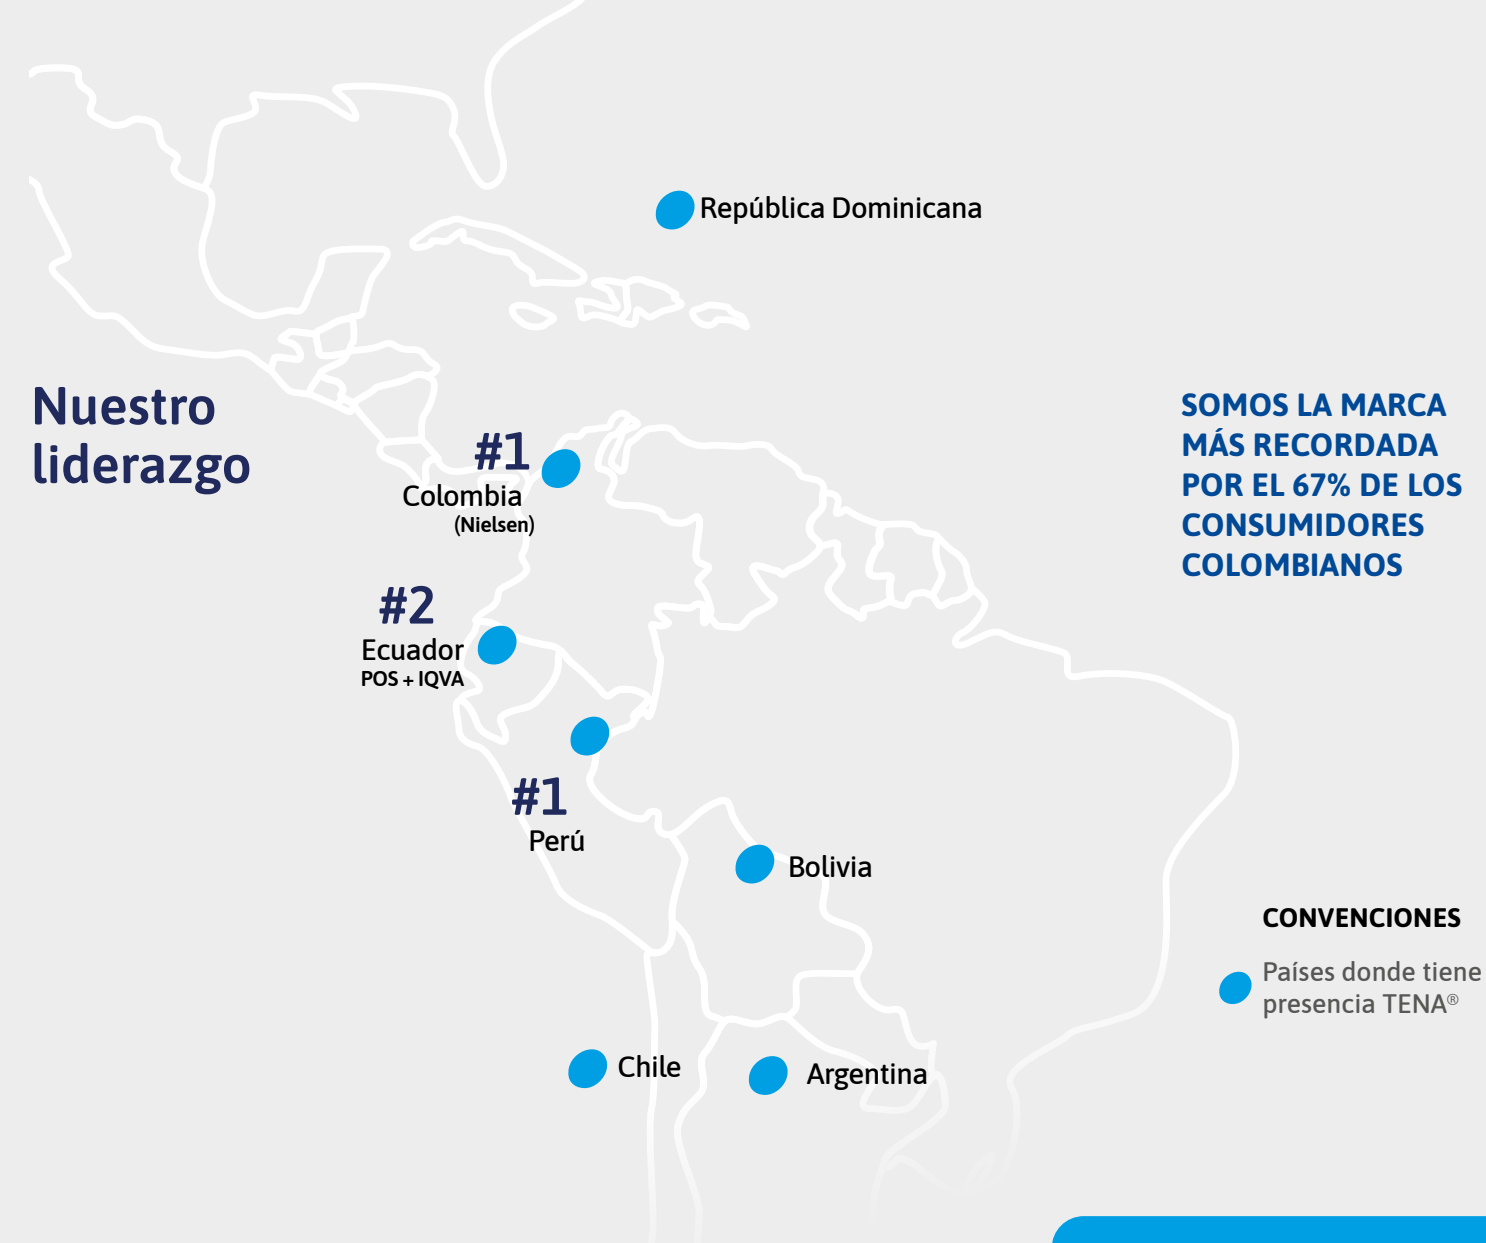 República Dominicana
Nuestro
liderazgo
#1
Colombia
(Nielsen)
#2
Ecuador
POS + IQVA
#1
Perú
Bolivia
Chile
Argentina
SOMOS LA MARCA
MÁS RECORDADA
POR EL 67% DE LOS
CONSUMIDORES
COLOMBIANOS
CONVENCIONES
Países donde tiene
presencia TENA®